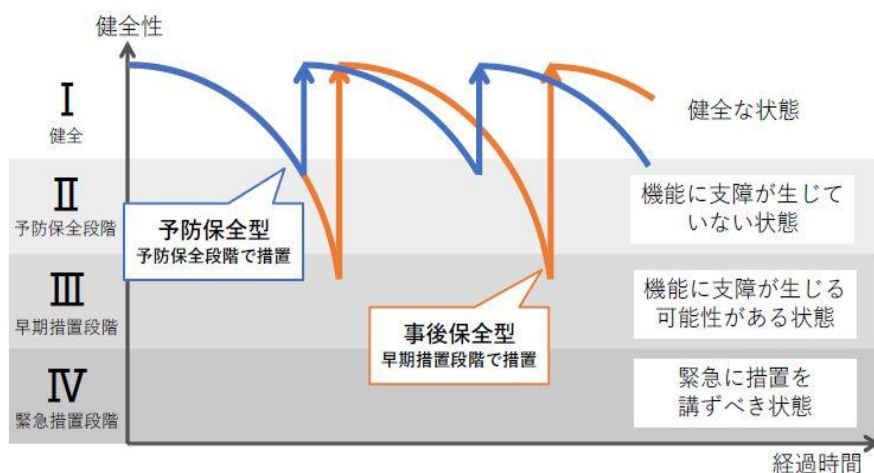 健全性
Ⅰ
健全
健全な状態
Ⅱ
予防保全段階
予防保全型
予防保全段階で措置
機能に支障が生じて
いない状態
Ⅲ
早期措置段階
事後保全型
早期措置段階で措置
機能に支障が生じる
可能性がある状態
Ⅳ
緊急措置段階
緊急に措置を
講ずべき状態
経過時間